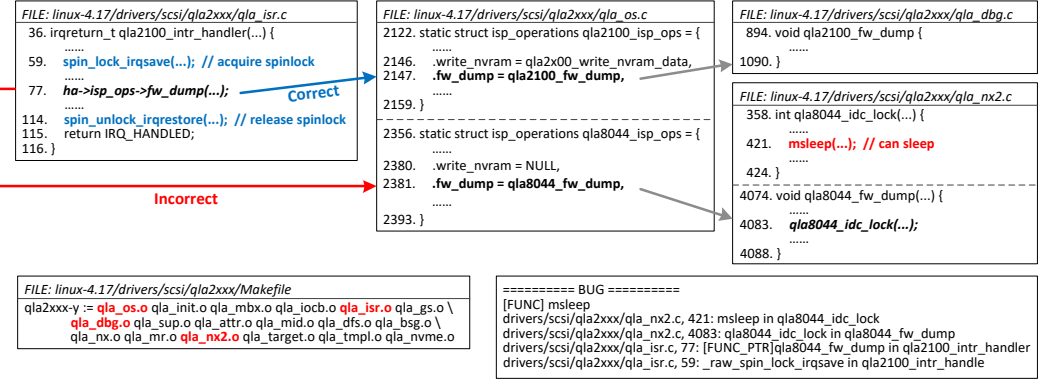 FILE: linux-4.17/drivers/scsi/qla2xxx/qla_isr.c
36. irqreturn_t qla2100_intr_handler(...) {
......
59. spin_lock_irqsave(...); // acquire spinlock
......
77. ha->isp_ops->fw_dump(...);
......
114. spin_unlock_irqrestore(...); // release spinlock
115. return IRQ_HANDLED;
116. }
Correct
Incorrect
FILE: linux-4.17/drivers/scsi/qla2xxx/qla_os.c
2122. static struct isp_operations qla2100_isp_ops = {
......
2146. .write_nvram = qla2x00_write_nvram_data,
2147. .fw_dump = qla2100_fw_dump,
......
2159. }
2356. static struct isp_operations qla8044_isp_ops = {
......
2380. .write_nvram = NULL,
2381. .fw_dump = qla8044_fw_dump,
......
2393. }
FILE: linux-4.17/drivers/scsi/qla2xxx/qla_dbg.c
894. void qla2100_fw_dump {
......
1090. }
FILE: linux-4.17/drivers/scsi/qla2xxx/qla_nx2.c
358. int qla8044_idc_lock(...) {
......
421. msleep(...); // can sleep
......
424. }
4074. void qla8044_fw_dump(...) {
......
4083. qla8044_idc_lock(...);
......
4088. }
FILE: linux-4.17/drivers/scsi/qla2xxx/Makefile
qla2xxx-y := qla_os.o qla_init.o qla_mbx.o qla_iocb.o qla_isr.o qla_gs.o \
qla_dbg.o qla_sup.o qla_attr.o qla_mid.o qla_dfs.o qla_bsg.o \
qla_nx.o qla_mr.o qla_nx2.o qla_target.o qla_tmpl.o qla_nvme.o
========== BUG ==========
[FUNC] msleep
drivers/scsi/qla2xxx/qla_nx2.c, 421: msleep in qla8044_idc_lock
drivers/scsi/qla2xxx/qla_nx2.c, 4083: qla8044_idc_lock in qla8044_fw_dump
drivers/scsi/qla2xxx/qla_isr.c, 77: [FUNC_PTR]qla8044_fw_dump in qla2100_intr_handler
drivers/scsi/qla2xxx/qla_isr.c, 59: _raw_spin_lock_irqsave in qla2100_intr_handle